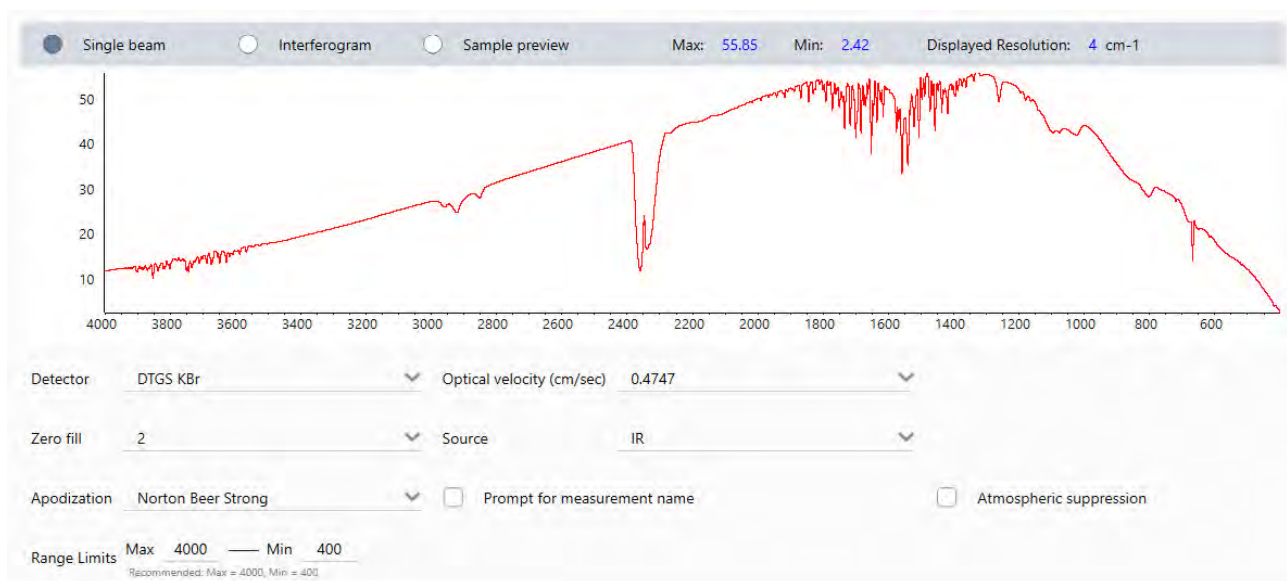 Single beam Interferogram Sample preview Max: 55.85 Min: 2.42 Displayed Resolution: 4 cm-1
50
40
30
20
10
4000 3800 3600 3400 3200 3000 2800 2600 2400 2200 2000 1800 1600 1400 1200 1000 800 600
Detector DTGS KBr Optical velocity (cm/sec) 0.4747
Zero fill 2 Source IR
Apodization Norton Beer Strong Prompt for measurement name Atmospheric suppression
Range Limits Max 4000 — Min 400
Recommended: Max = 4000, Min = 400